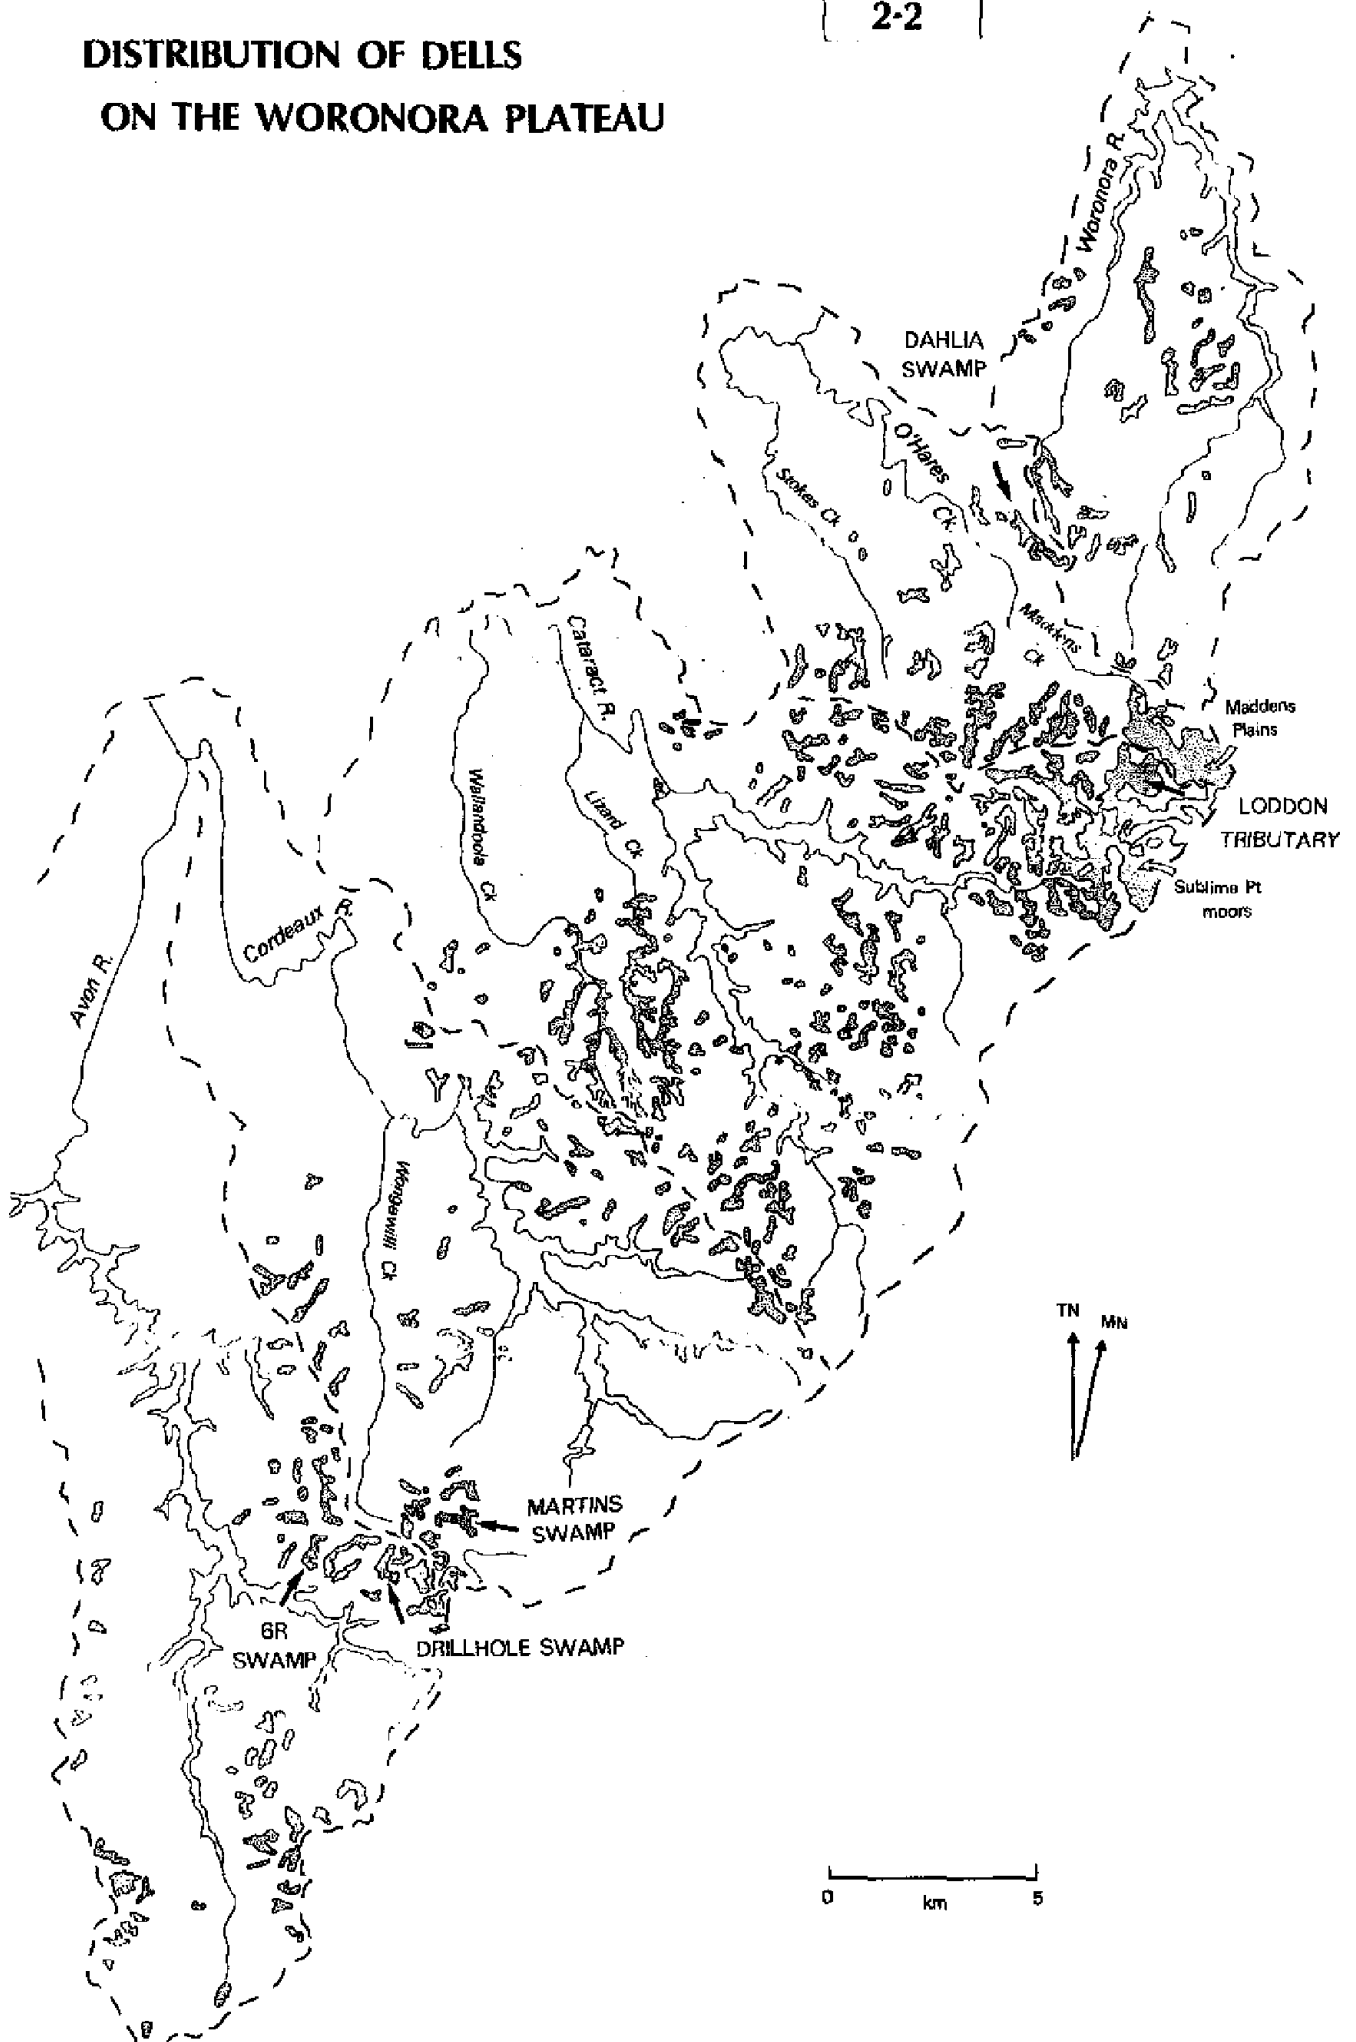 2-2
DISTRIBUTION OF DELLS
ON THE WORONORA PLATEAU
Woronora R.
DAHLIA
SWAMP
O'Hares
Ck.
Stokes Ck
Maddens
Ck
Cataract R.
Maddens
Plains
Wallandoola Ck
Lizard Ck
LODDON
TRIBUTARY
Sublime Pt
moors
Cordeaux R.
Avon R.
Wongawilli Ck
TN
MN
MARTINS
SWAMP
6R
SWAMP
DRILLHOLE SWAMP
0
km
5